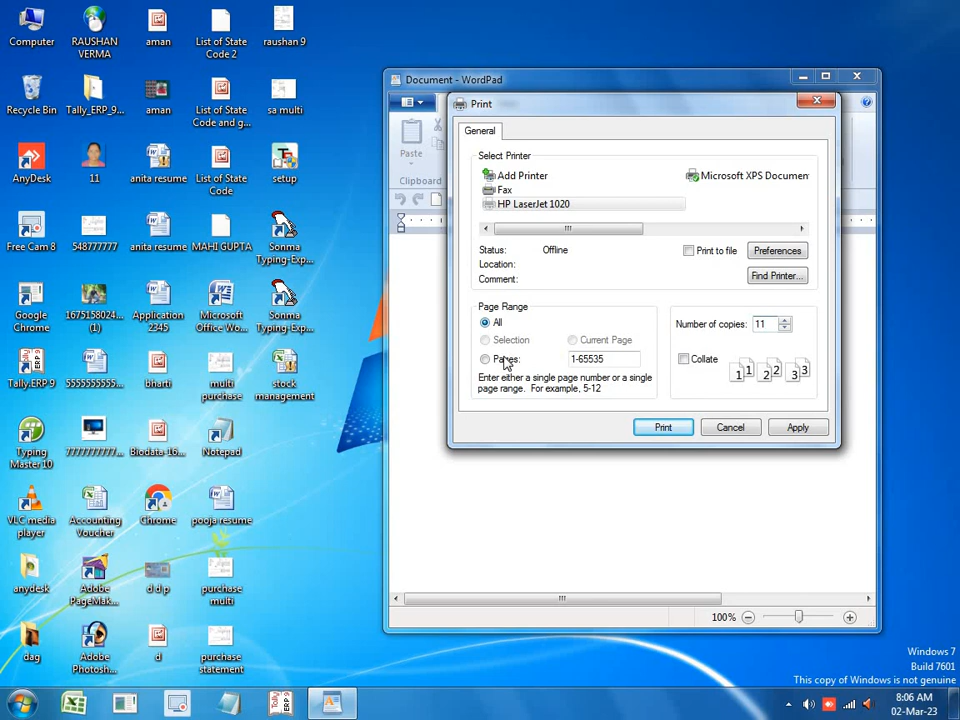 Computer
RAUSHAN VERMA
aman
List of State Code 2
raushan 9
Recycle Bin
Tally_ERP_9...
aman
List of State Code and g...
sa multi
AnyDesk
11
anita resume
List of State Code
setup
Free Cam 8
548777777
anita resume
MAHI GUPTA
Sonma Typing-Exp...
Google Chrome
1675158024... (1)
Application 2345
Microsoft Office Wo...
Sonma Typing-Exp...
Tally.ERP 9
5555555555...
bharti
multi purchase
stock management
Typing Master 10
7777777777...
Biodata-16...
Notepad
VLC media player
Accounting Voucher
Chrome
pooja resume
anydesk
Adobe PageMak...
d d p
purchase multi
dag
Adobe Photosh...
d
purchase statement
Document - WordPad
Print
General
Paste
Clipboard
Select Printer
Add Printer
Microsoft XPS Documen
Fax
HP LaserJet 1020
Status: Offline
Print to file
Preferences
Location:
Comment:
Find Printer...
Page Range
All
Selection
Current Page
Pages:
1-65535
Enter either a single page number or a single
page range. For example, 5-12
Number of copies: 11
Collate
1 1 2 2 3 3
Print
Cancel
Apply
100%
Windows 7
Build 7601
This copy of Windows is not genuine
8:06 AM
02-Mar-23